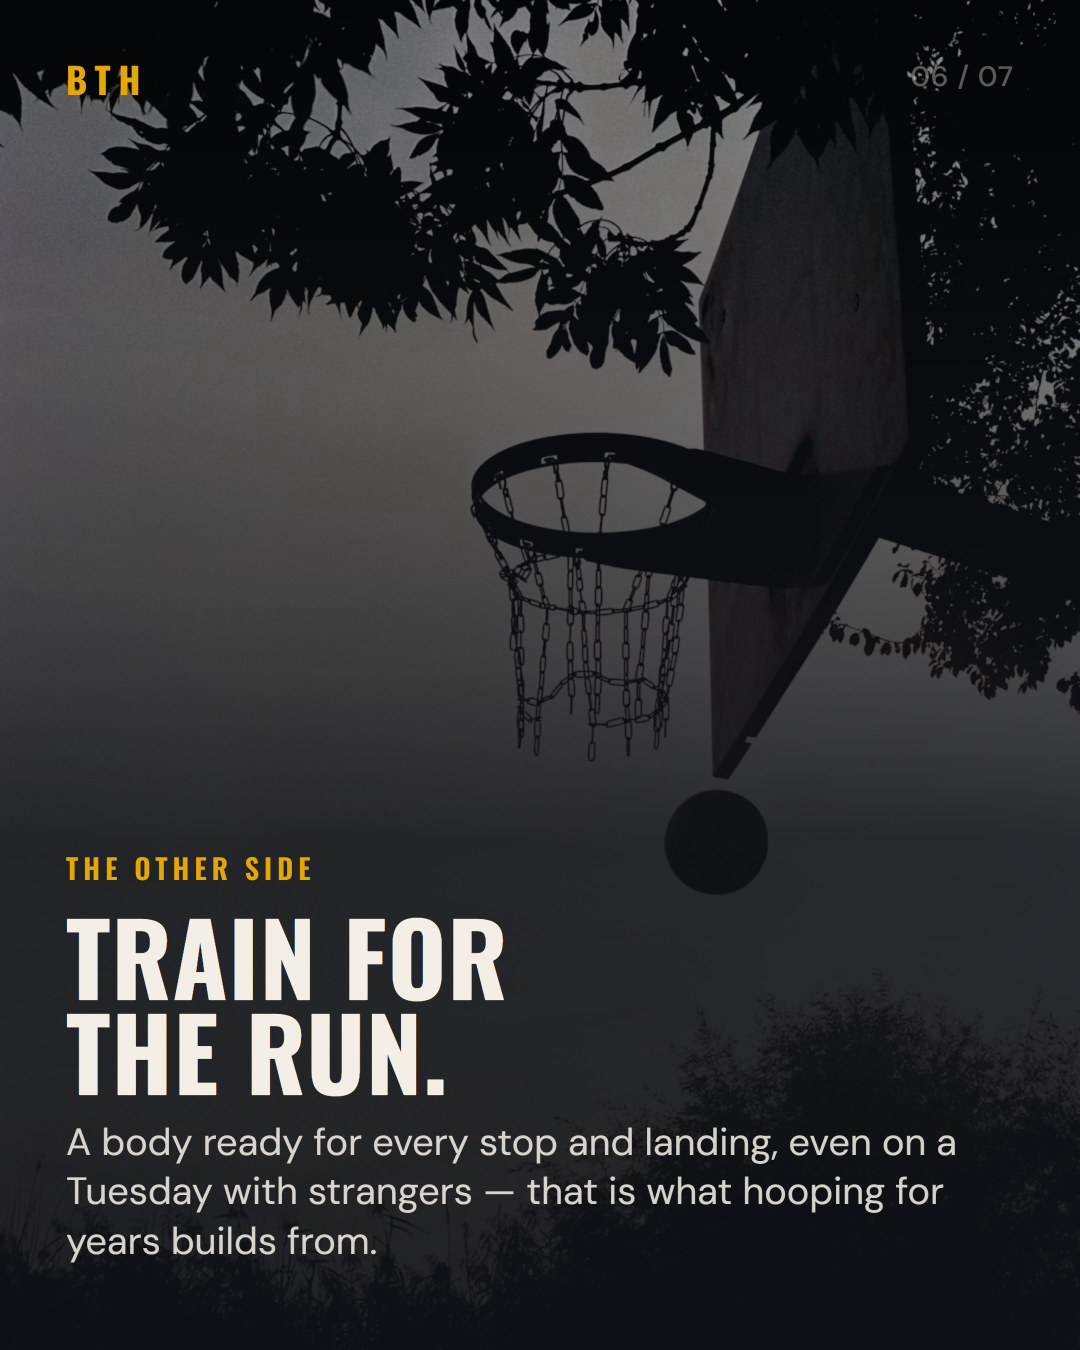 BTH
06 / 07
THE OTHER SIDE
TRAIN FOR
THE RUN.
A body ready for every stop and landing, even on a
Tuesday with strangers — that is what hooping for
years builds from.